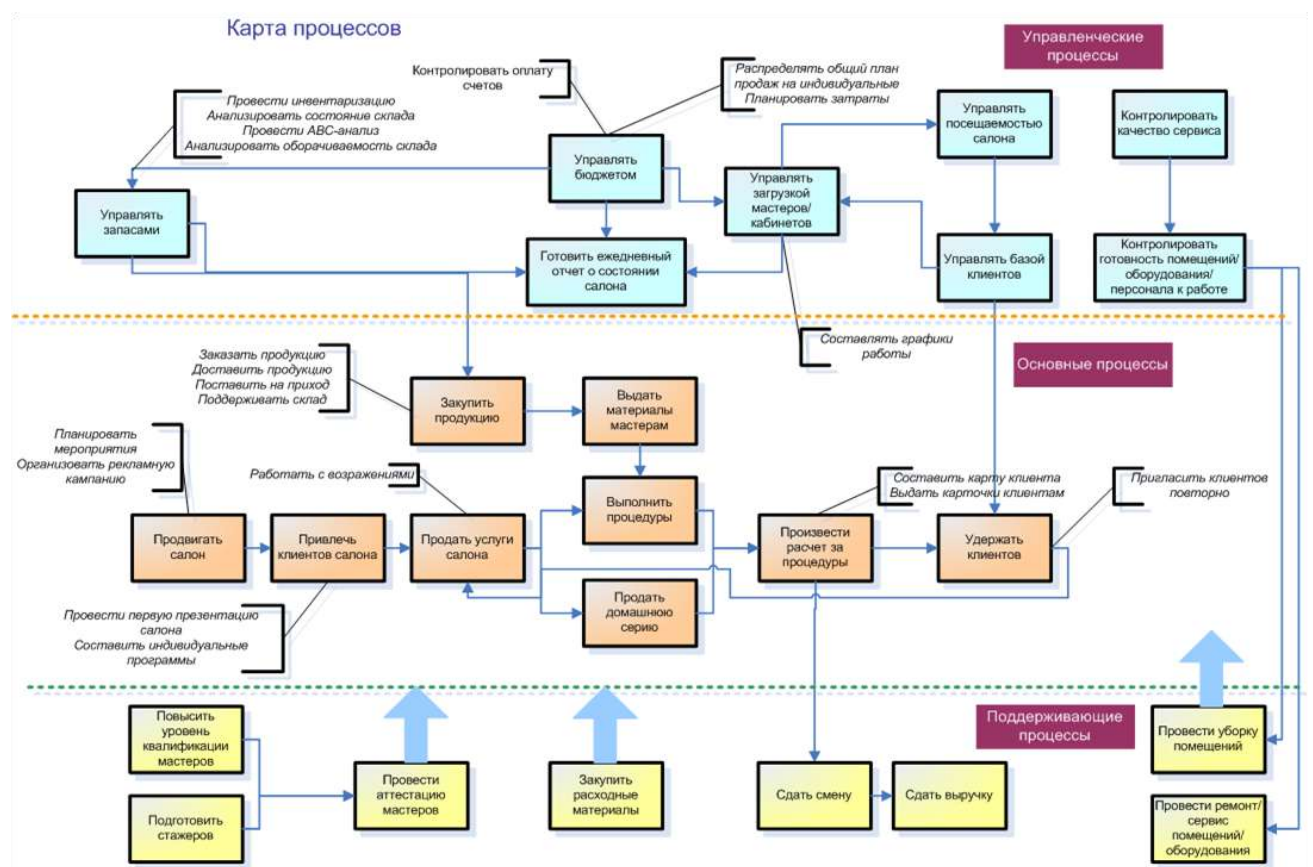 Карта процессов
Управленческие
процессы
Контролировать оплату
счетов
Распределять общий план
продаж на индивидуальные
Планировать затраты
Провести инвентаризацию
Анализировать состояние склада
Провести АВС-анализ
Анализировать оборачиваемость склада
Управлять
посещаемостью
салона
Контролировать
качество сервиса
Управлять
бюджетом
Управлять
загрузкой
мастеров/
кабинетов
Управлять
запасами
Готовить ежедневный
отчет о состоянии
салона
Управлять базой
клиентов
Контролировать
готовность помещений/
оборудования/
персонала к работе
Составлять графики
работы
Основные процессы
Заказать продукцию
Доставить продукцию
Поставить на приход
Поддерживать склад
Закупить
продукцию
Выдать
материалы
мастерам
Планировать
мероприятия
Организовать рекламную
кампанию
Работать с возражениями
Составить карту клиента
Выдать карточки клиентам
Пригласить клиентов
повторно
Продвигать
салон
Привлечь
клиентов салона
Продать услуги
салона
Выполнить
процедуры
Произвести
расчет за
процедуры
Удержать
клиентов
Продать
домашнюю
серию
Провести первую презентацию
салона
Составить индивидуальные
программы
Поддерживающие
процессы
Повысить
уровень
квалификации
мастеров
Провести
аттестацию
мастеров
Закупить
расходные
материалы
Сдать смену
Сдать выручку
Провести уборку
помещений
Подготовить
стажеров
Провести ремонт/
сервис
помещений/
оборудования